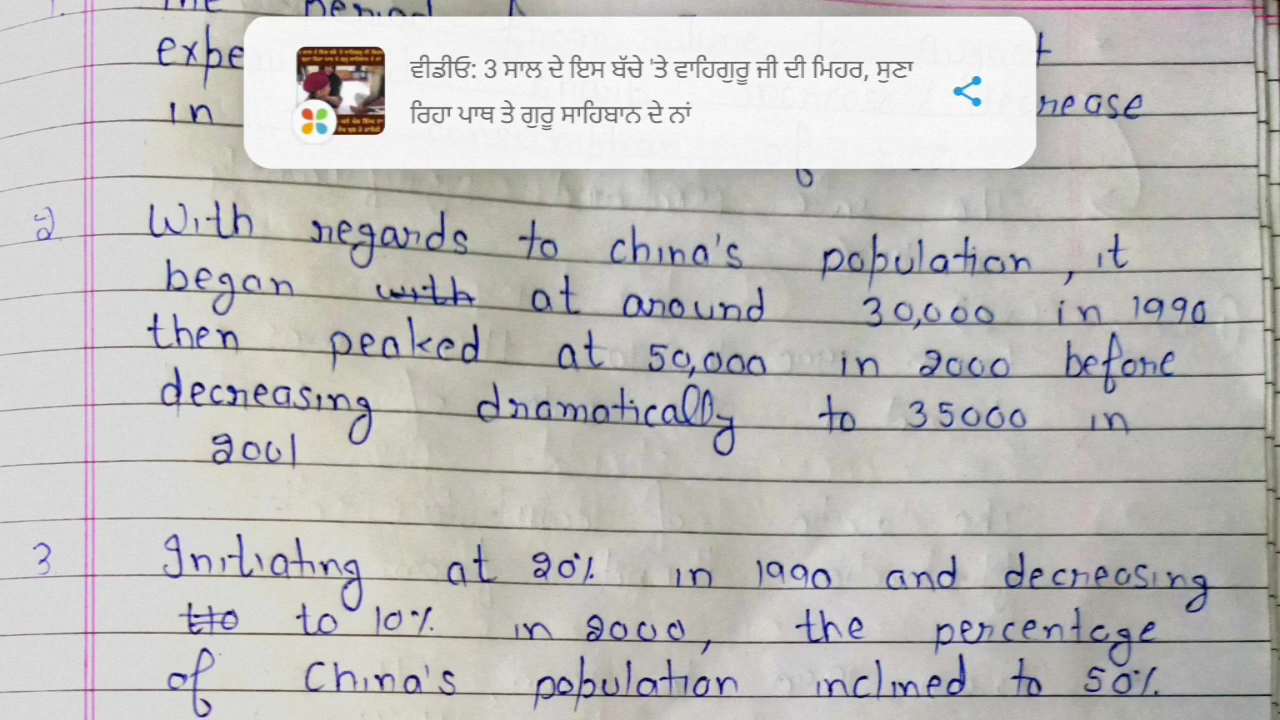 the period
expe
in
rease
ਵੀਡੀਓ: 3 ਸਾਲ ਦੇ ਇਸ ਬੱਚੇ 'ਤੇ ਵਾਹਿਗੁਰੂ ਜੀ ਦੀ ਮਿਹਰ, ਸੁਣਾ
ਰਿਹਾ ਪਾਥ ਤੇ ਗੁਰੂ ਸਾਹਿਬਾਨ ਦੇ ਨਾਂ
2 With regards to china's population, it
began with at around 30,000 in 1990
then peaked at 50,000 in 2000 before
decreasing dramatically to 35000 in
2001
3 Initiating at 20% in 1990 and decreasing
to to 10% in 2000, the percentage
of China's population inclined to 50%